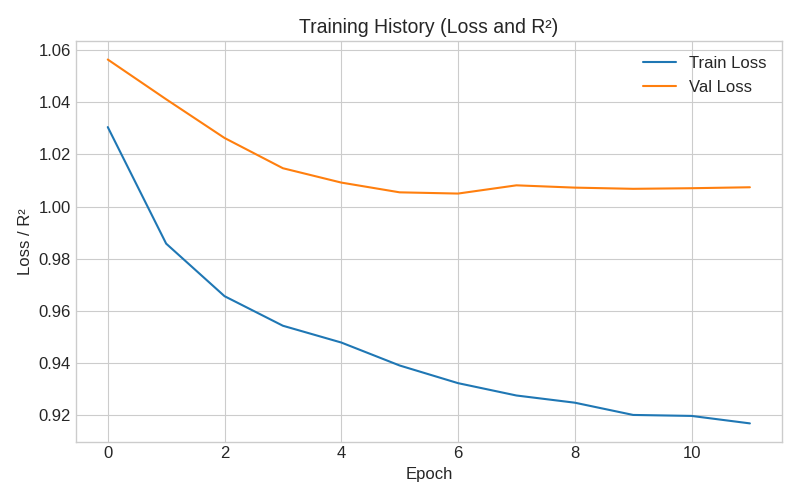 Training History (Loss and R²)
Train Loss
Val Loss
1.06
1.04
1.02
1.00
0.98
0.96
0.94
0.92
Loss / R²
0 2 4 6 8 10
Epoch